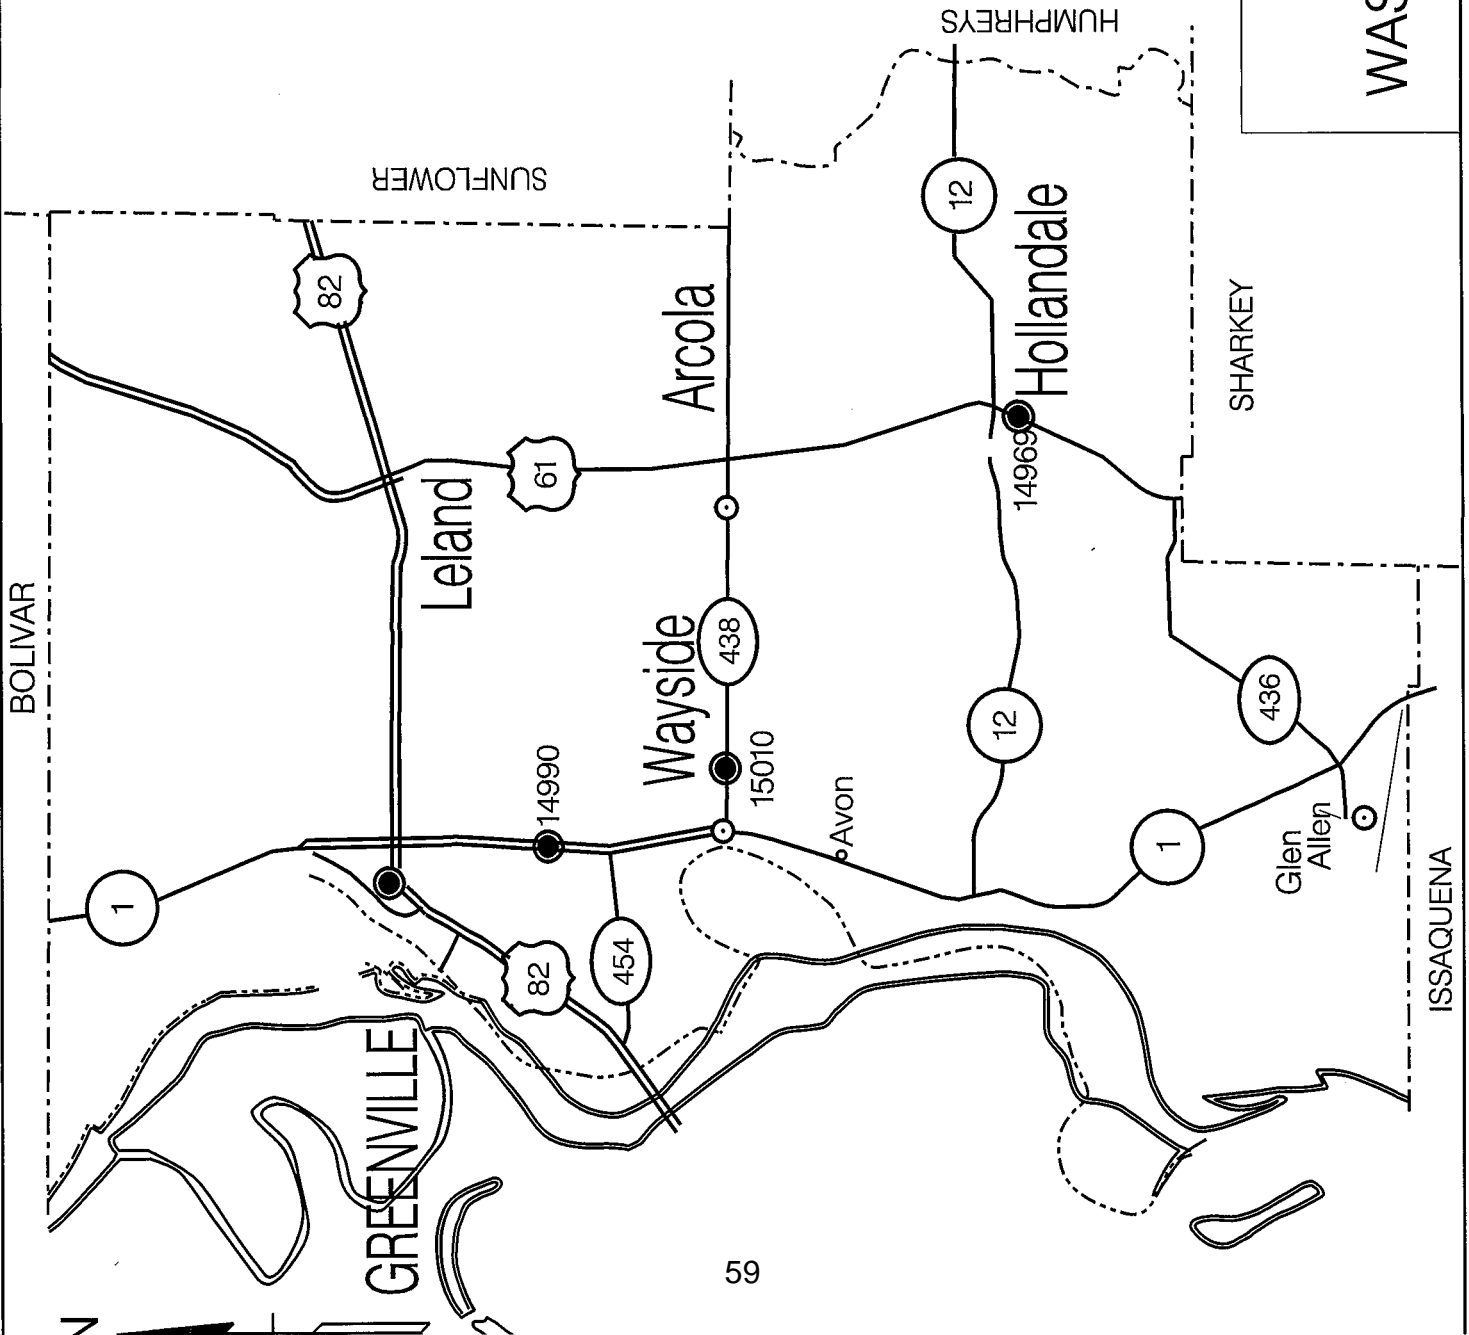 BOLIVAR
SUNFLOWER
HUMPHREYS
WAS
82
Arcola
12
Hollandale
SHARKEY
61
14969
Leland
Wayside
438
12
436
14990
15010
Avon
1
1
Glen
Allen
454
82
ISSAQUENA
GREENVILLE
59
N